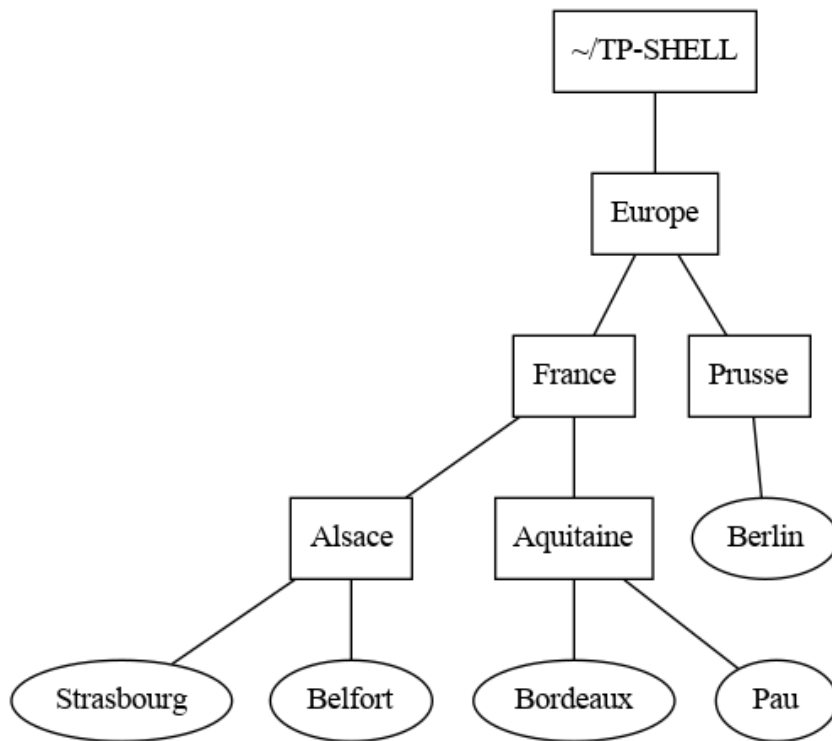 ~/TP-SHELL
Europe
France
Prusse
Alsace
Aquitaine
Berlin
Strasbourg
Belfort
Bordeaux
Pau